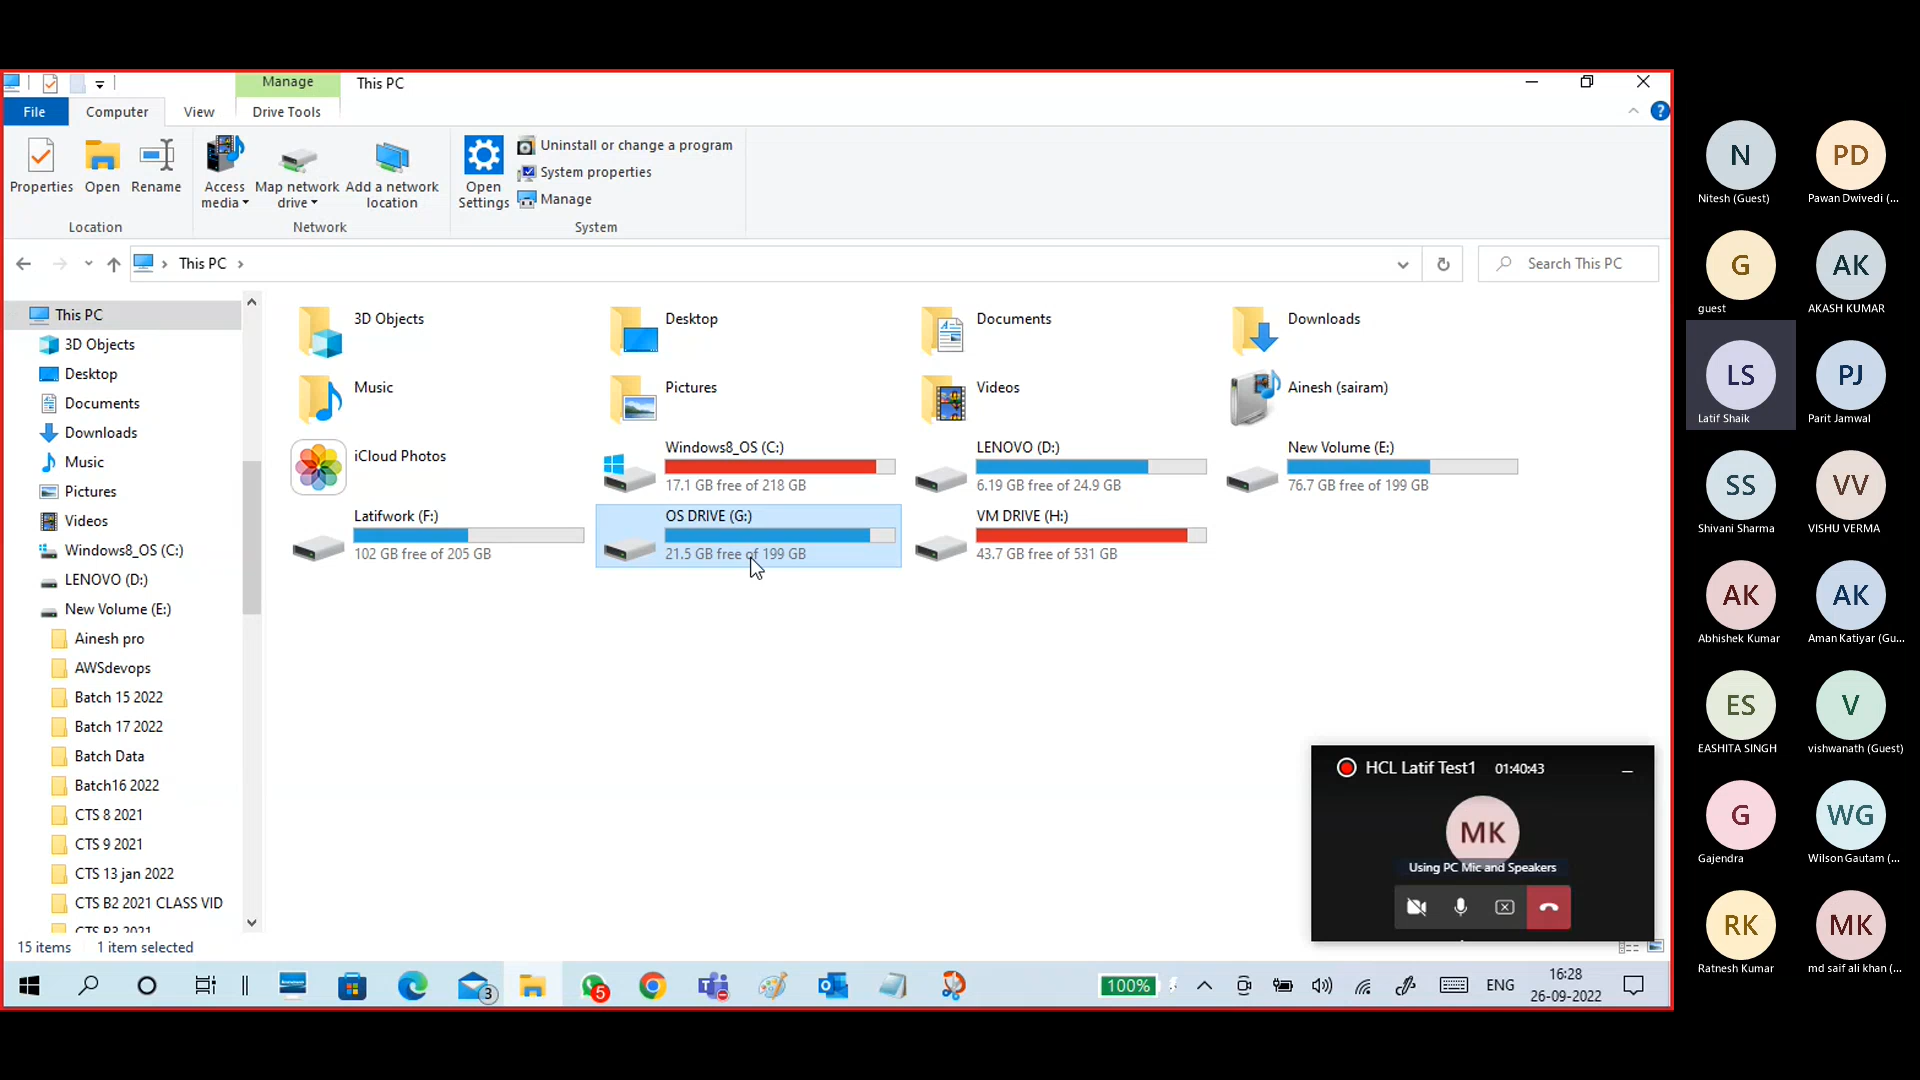 Manage
This PC
File
Computer
View
Drive Tools
Properties
Open
Rename
Access media
Map network drive
Add a network location
Open Settings
Uninstall or change a program
System properties
Manage
Location
Network
System
This PC
Search This PC
This PC
3D Objects
Desktop
Documents
Downloads
Music
Pictures
Videos
Windows8_OS (C:)
LENOVO (D:)
New Volume (E:)
Ainesh pro
AWSdevops
Batch 15 2022
Batch 17 2022
Batch Data
Batch16 2022
CTS 8 2021
CTS 9 2021
CTS 13 jan 2022
CTS B2 2021 CLASS VID
CTS B3 2021
3D Objects
Desktop
Documents
Downloads
Music
Pictures
Videos
Ainesh (sairam)
iCloud Photos
Windows8_OS (C:)
17.1 GB free of 218 GB
LENOVO (D:)
6.19 GB free of 24.9 GB
New Volume (E:)
76.7 GB free of 199 GB
Latifwork (F:)
102 GB free of 205 GB
OS DRIVE (G:)
21.5 GB free of 199 GB
VM DRIVE (H:)
43.7 GB free of 531 GB
HCL Latif Test1
01:40:43
MK
Using PC Mic and Speakers
15 items
1 item selected
3
5
100%
ENG
16:28
26-09-2022
N
Nitesh (Guest)
PD
Pawan Dwivedi (...
G
guest
AK
AKASH KUMAR
LS
Latif Shaik
PJ
Parit Jamwal
SS
Shivani Sharma
VV
VISHU VERMA
AK
Abhishek Kumar
AK
Aman Katiyar (Gu...
ES
EASHITA SINGH
V
vishwanath (Guest)
G
Gajendra
WG
Wilson Gautam (...
RK
Ratnesh Kumar
MK
md saif ali khan (...